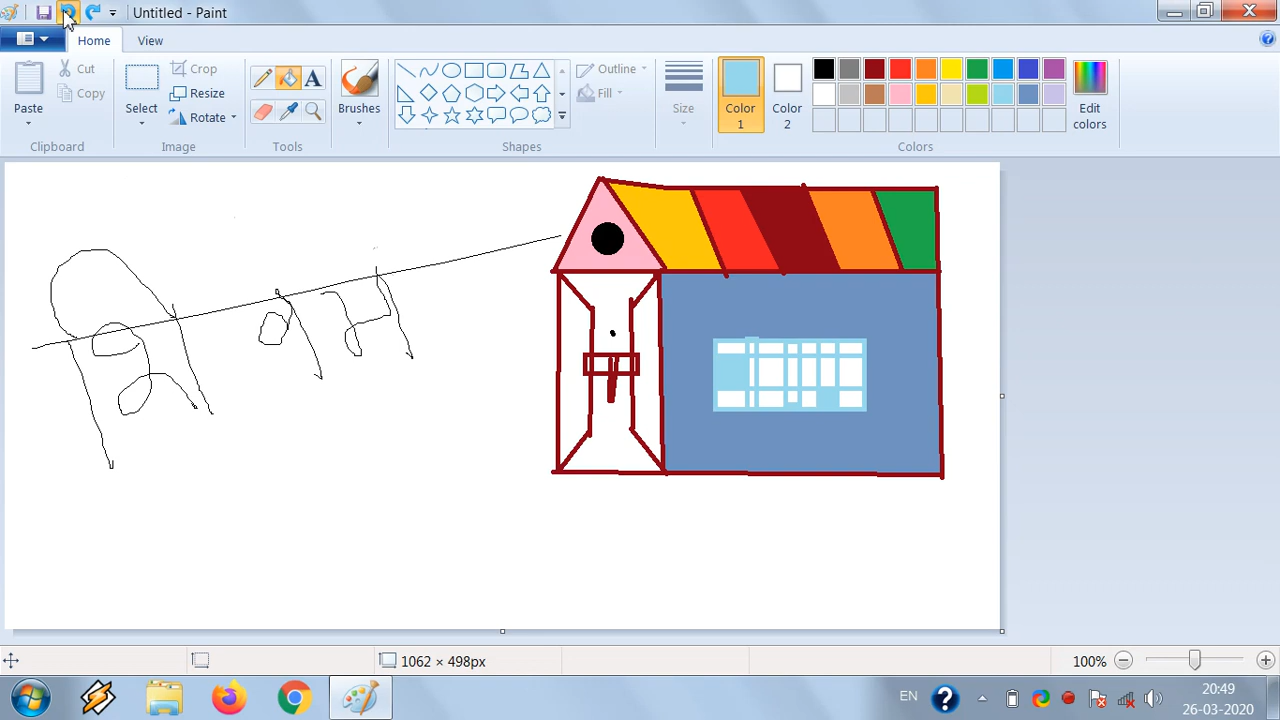 Untitled - Paint
Home View
Paste
Cut
Copy
Clipboard
Select
Crop
Resize
Rotate
Image
Tools
Brushes
Shapes
Outline
Fill
Size
Color 1
Color 2
Edit colors
Colors
1062 × 498px
100%
EN
20:49
26-03-2020